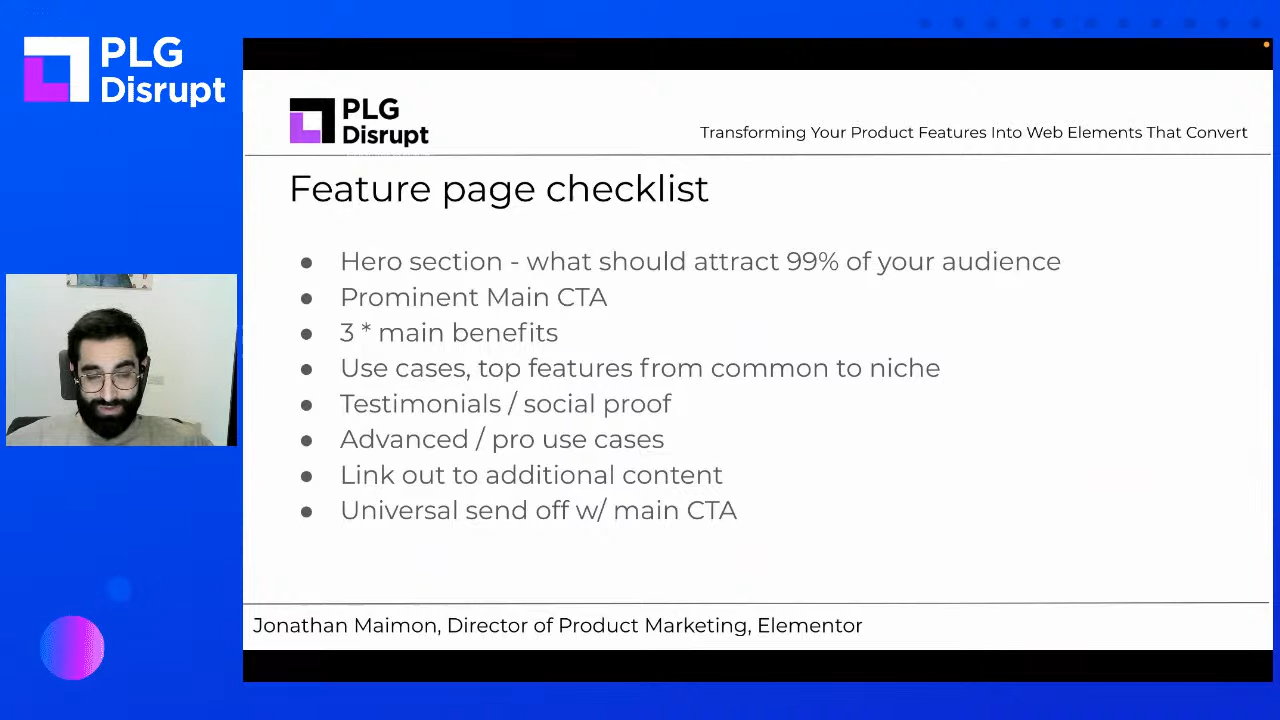 PLG
Disrupt
PLG
Disrupt
Transforming Your Product Features Into Web Elements That Convert
Feature page checklist
● Hero section - what should attract 99% of your audience
● Prominent Main CTA
● 3 * main benefits
● Use cases, top features from common to niche
● Testimonials / social proof
● Advanced / pro use cases
● Link out to additional content
● Universal send off w/ main CTA
Jonathan Maimon, Director of Product Marketing, Elementor